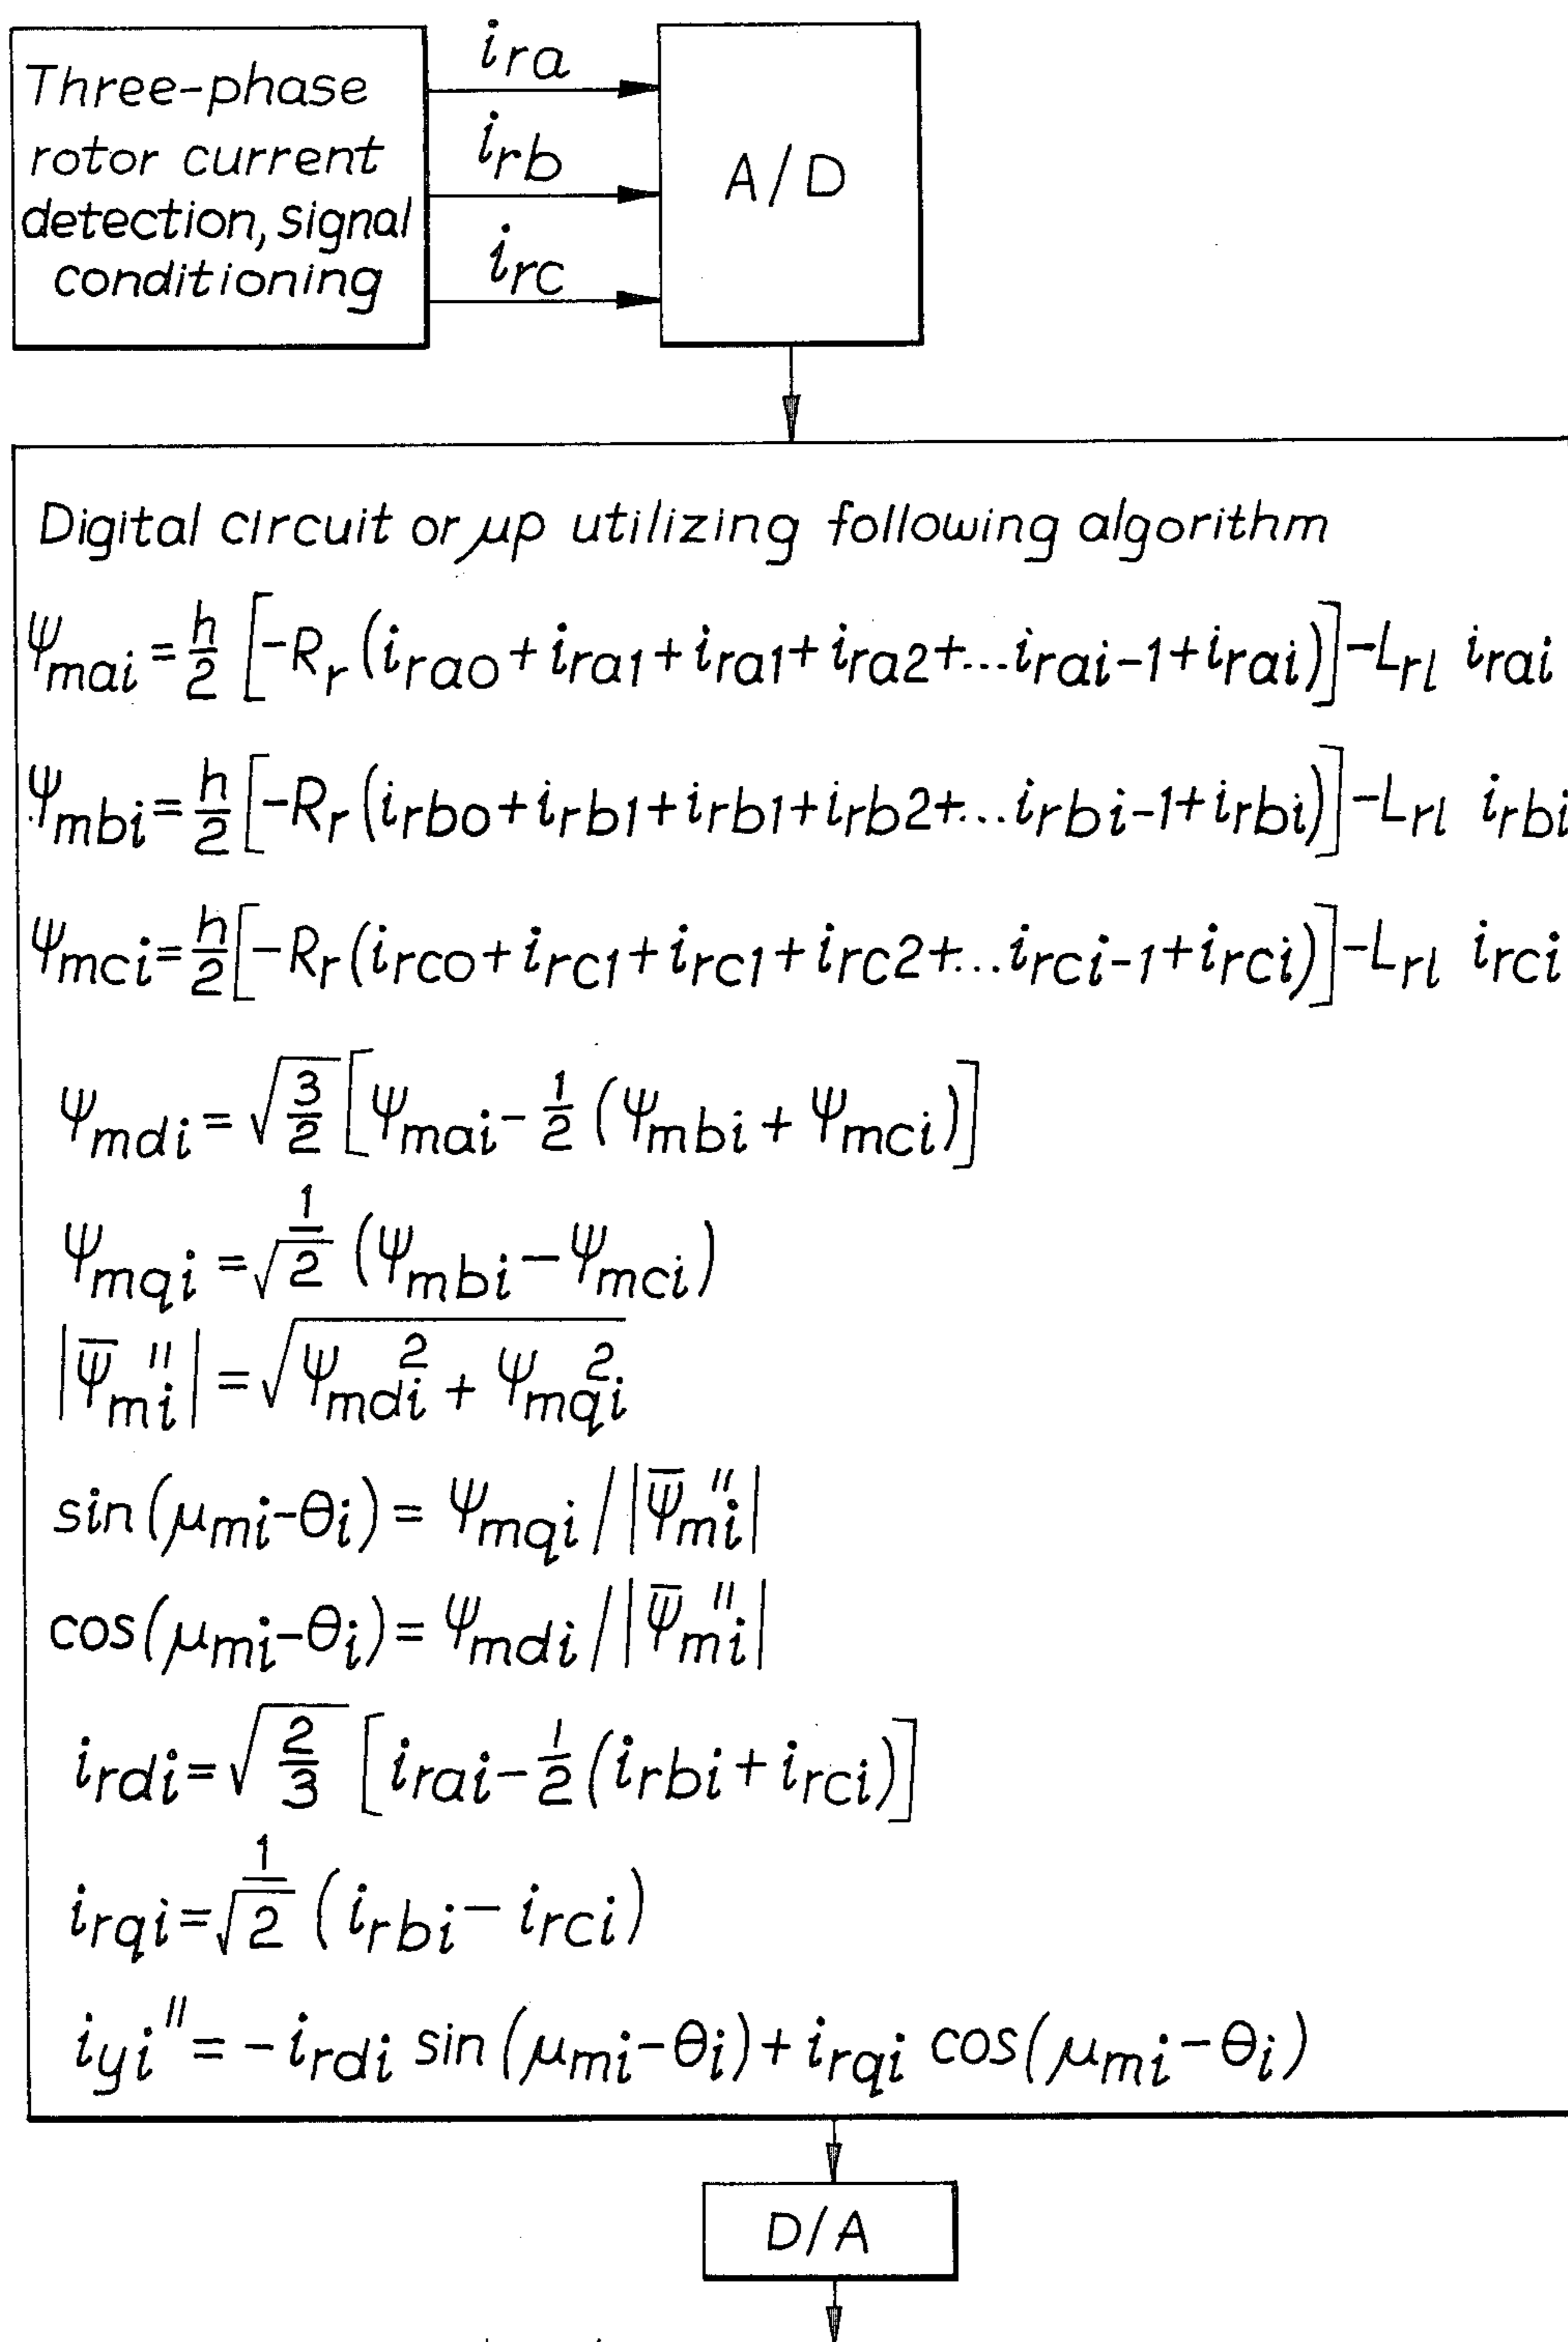 Three-phase
rotor current
detection, signal
conditioning
ira
irb
irc
A/D
Digital circuit or µp utilizing following algorithm
Ψmai = h/2 [-Rr (irao + ira1 + ira1 + ira2 +... irai-1 + irai)] - Lrl irai
Ψmbi = h/2 [-Rr (irbo + irb1 + irb1 + irb2 +... irbi-1 + irbi)] - Lrl irbi
Ψmci = h/2 [-Rr (irco + irc1 + irc1 + irc2 +... irci-1 + irci)] - Lrl irci
Ψmdi = √(3/2) [Ψmai - 1/2 (Ψmbi + Ψmci)]
Ψmqi = 1/√2 (Ψmbi - Ψmci)
|Ψ̄mi''| = √(Ψmdi² + Ψmqi²)
sin(μmi-θi) = Ψmqi / |Ψ̄mi''|
cos(μmi-θi) = Ψmdi / |Ψ̄mi''|
irdi = √(2/3) [irai - 1/2 (irbi + irci)]
irqi = 1/√2 (irbi - irci)
iyi'' = - irdi sin(μmi-θi) + irqi cos(μmi-θi)
D/A